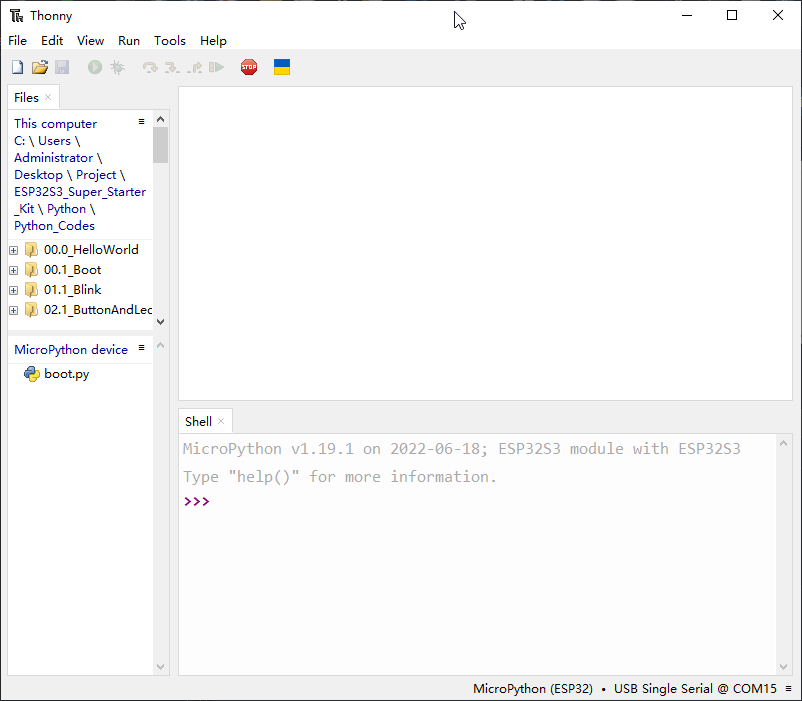 Thonny
File Edit View Run Tools Help
STOP
Files
This computer
C: \ Users \
Administrator \
Desktop \ Project \
ESP32S3_Super_Starter
_Kit \ Python \
Python_Codes
00.0_HelloWorld
00.1_Boot
01.1_Blink
02.1_ButtonAndLec
MicroPython device
boot.py
Shell
MicroPython v1.19.1 on 2022-06-18; ESP32S3 module with ESP32S3
Type "help()" for more information.
>>>
MicroPython (ESP32) • USB Single Serial @ COM15